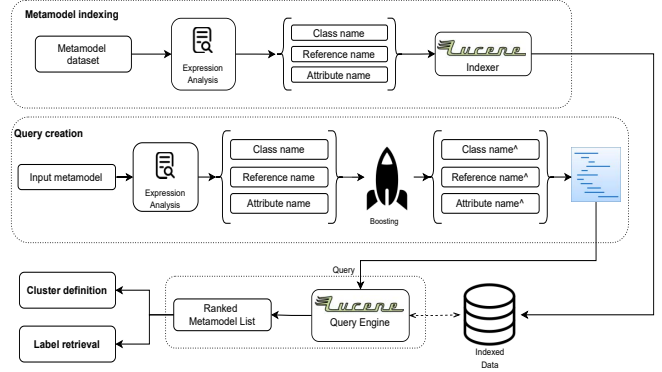 Metamodel indexing
Metamodel
dataset
Expression
Analysis
Class name
Reference name
Attribute name
Lucene
Indexer
Query creation
Input metamodel
Expression
Analysis
Class name
Reference name
Attribute name
Boosting
Class name^
Reference name^
Attribute name^
Query
Cluster definition
Label retrieval
Ranked
Metamodel List
Lucene
Query Engine
Indexed
Data